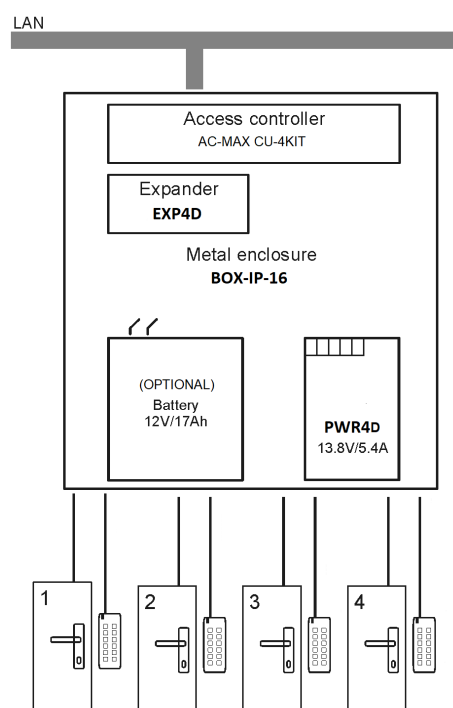 LAN
Access controller
AC-MAX CU-4KIT
Expander
EXP4D
Metal enclosure
BOX-IP-16
(OPTIONAL)
Battery
12V/17Ah
PWR4D
13.8V/5.4A
1
2
3
4